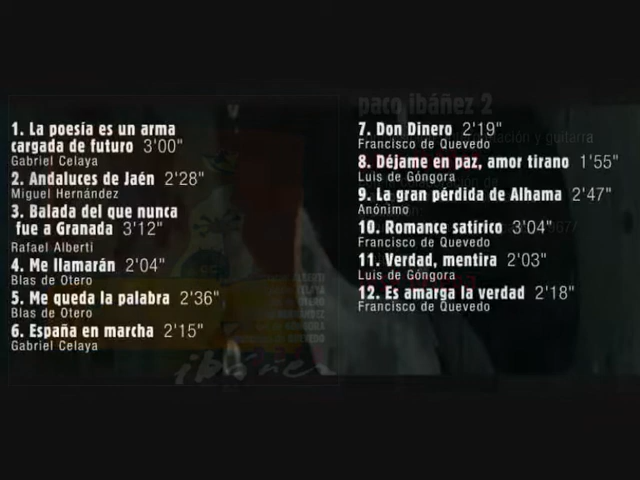 1. La poesía es un arma
cargada de futuro 3'00"
Gabriel Celaya
2. Andaluces de Jaén 2'28"
Miguel Hernández
3. Balada del que nunca
fue a Granada 3'12"
Rafael Alberti
4. Me llamarán 2'04"
Blas de Otero
5. Me queda la palabra 2'36"
Blas de Otero
6. España en marcha 2'15"
Gabriel Celaya
ibáñez
paco ibáñez 2
7. Don Dinero 2'19"
Francisco de Quevedo
y guitarra
8. Déjame en paz, amor tirano 1'55"
Luis de Góngora
9. La gran pérdida de Alhama 2'47"
Anónimo
10. Romance satírico 3'04"
Francisco de Quevedo
11. Verdad, mentira 2'03"
Luis de Góngora
12. Es amarga la verdad 2'18"
Francisco de Quevedo